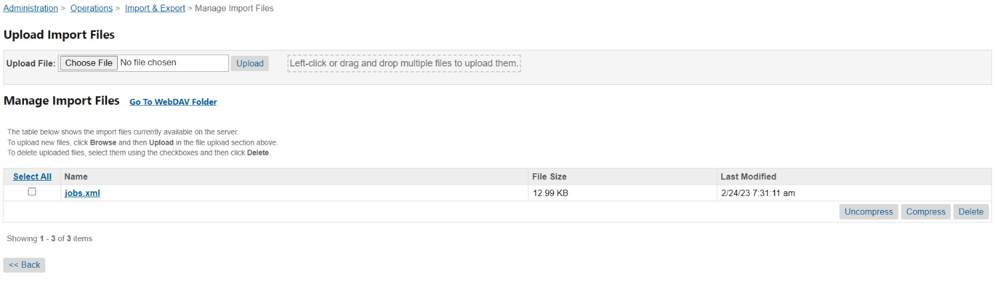 Administration > Operations > Import & Export > Manage Import Files
Upload Import Files
Upload File: Choose File No file chosen Upload Left-click or drag and drop multiple files to upload them.
Manage Import Files Go To WebDAV Folder
The table below shows the import files currently available on the server.
To upload new files, click Browse and then Upload in the file upload section above.
To delete uploaded files, select them using the checkboxes and then click Delete.
Select All Name File Size Last Modified
jobs.xml 12.99 KB 2/24/23 7:31:11 am
Uncompress Compress Delete
Showing 1 - 3 of 3 items
<< Back